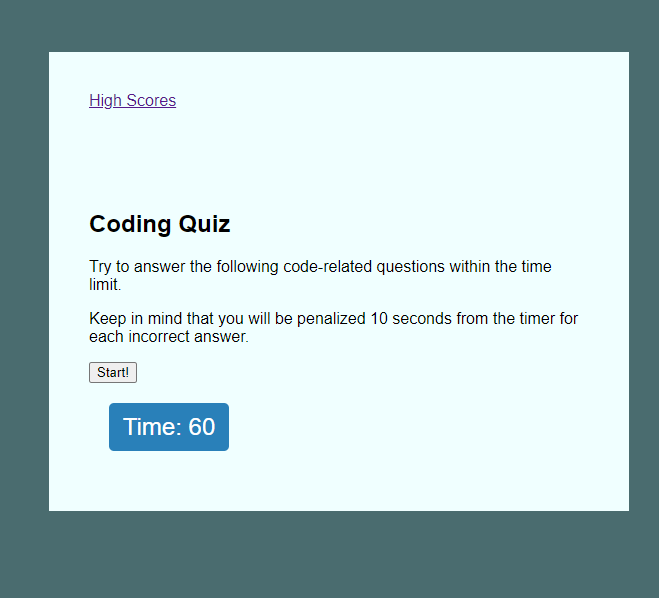 High Scores
Coding Quiz
Try to answer the following code-related questions within the time
limit.
Keep in mind that you will be penalized 10 seconds from the timer for
each incorrect answer.
Start!
Time: 60